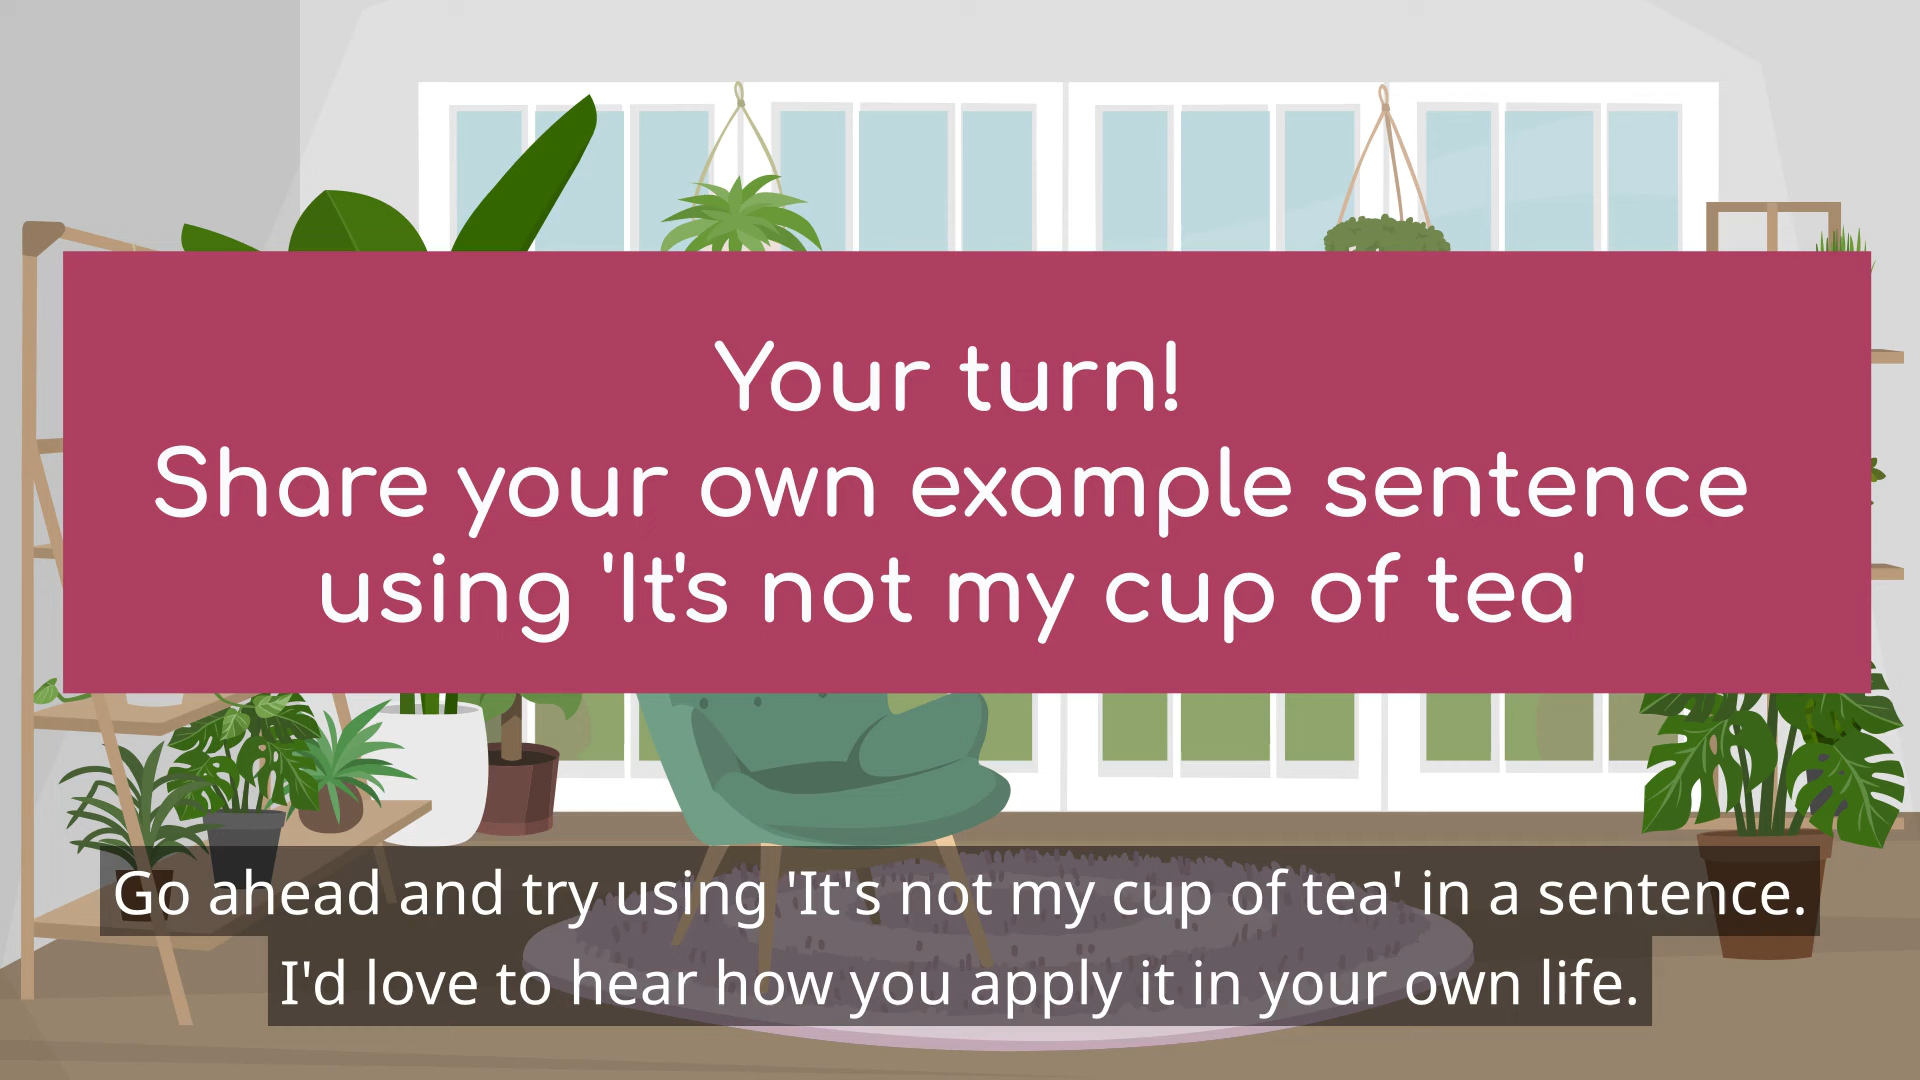 Your turn!
Share your own example sentence
using 'It's not my cup of tea'
Go ahead and try using 'It's not my cup of tea' in a sentence.
I'd love to hear how you apply it in your own life.